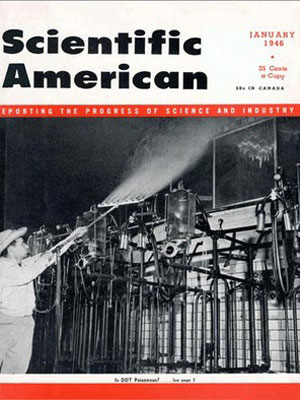 Scientific
American
JANUARY
1946
•
35 Cents
a Copy
50c IN CANADA
EPORTING THE PROGRESS OF SCIENCE AND INDUSTRY
Is DDT Poisonous? . . . . See page 5